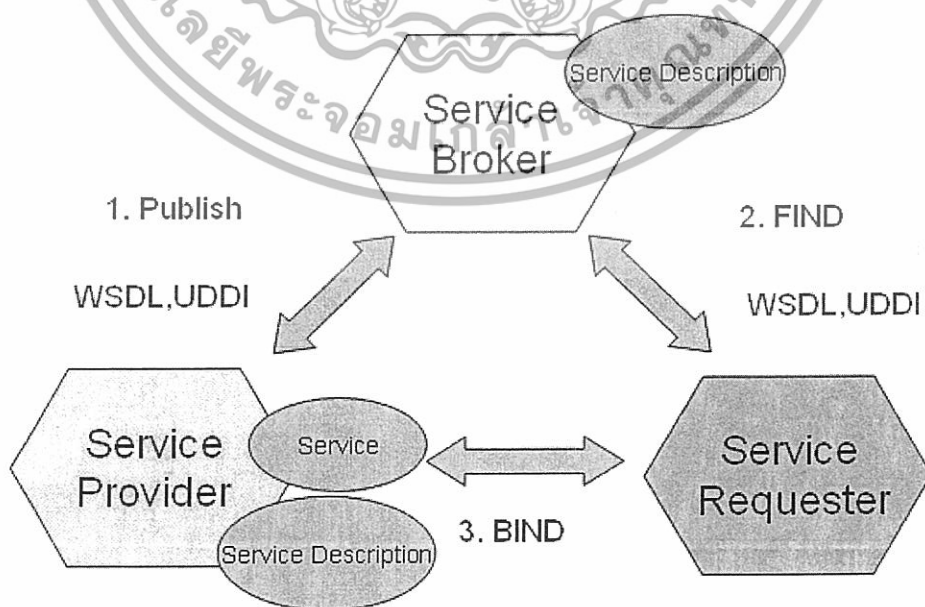 Service Description
Service
Broker
1. Publish
2. FIND
WSDL,UDDI
WSDL,UDDI
Service
Provider
Service
Service Description
3. BIND
Service
Requester